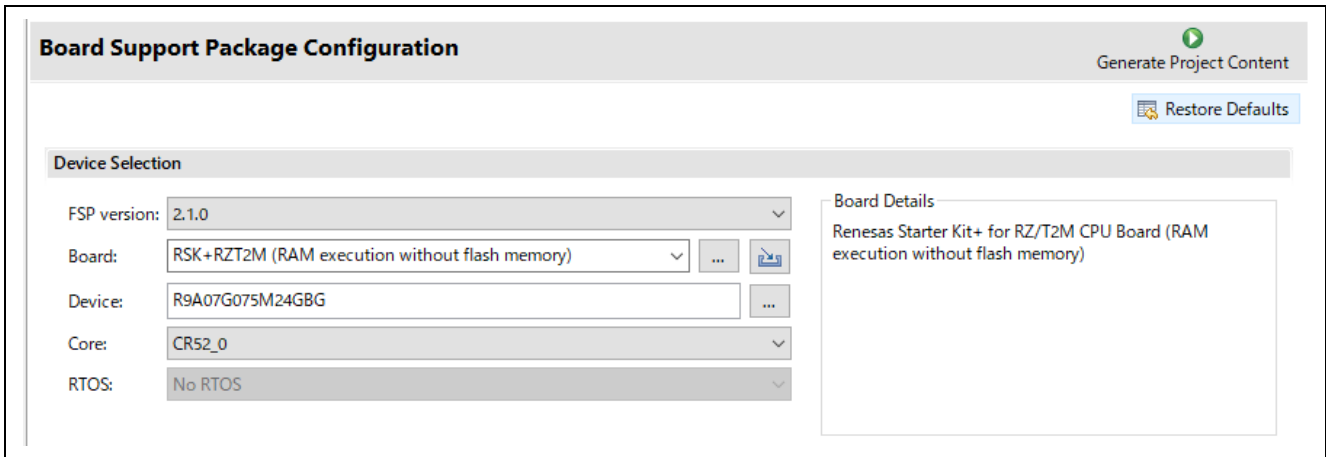 Board Support Package Configuration
Generate Project Content
Restore Defaults
Device Selection
FSP version: 2.1.0
Board: RSK+RZT2M (RAM execution without flash memory) ...
Device: R9A07G075M24GBG ...
Core: CR52_0
RTOS: No RTOS
Board Details
Renesas Starter Kit+ for RZ/T2M CPU Board (RAM
execution without flash memory)